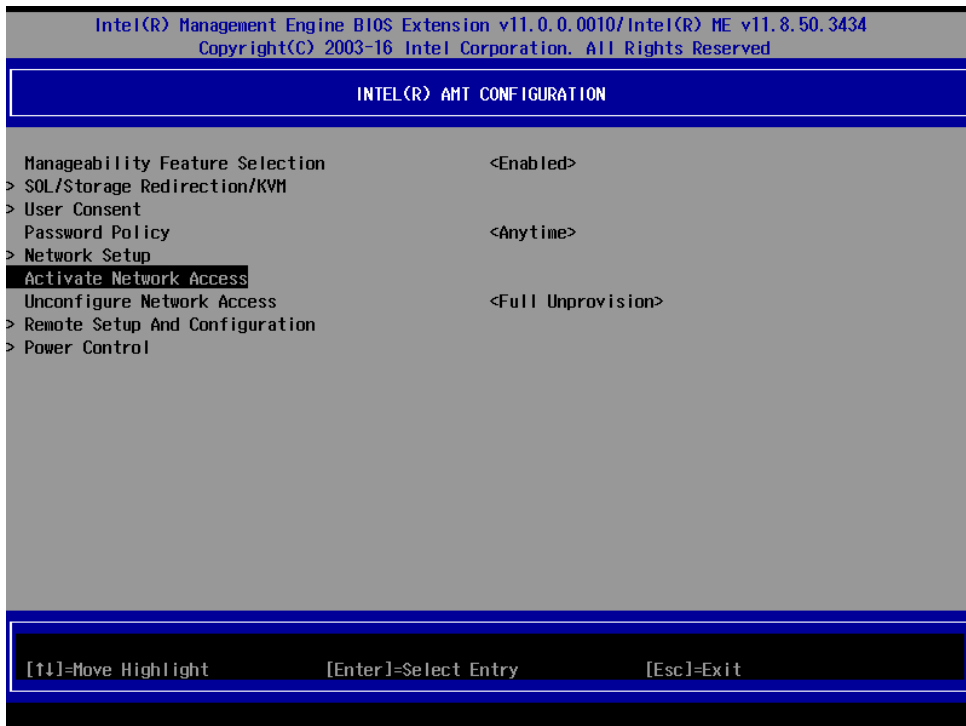 Intel(R) Management Engine BIOS Extension v11.0.0.0010/Intel(R) ME v11.8.50.3434
Copyright(C) 2003-16 Intel Corporation. All Rights Reserved
INTEL(R) AMT CONFIGURATION
Manageability Feature Selection <Enabled>
> SOL/Storage Redirection/KVM
> User Consent
Password Policy <Anytime>
> Network Setup
Activate Network Access
Unconfigure Network Access <Full Unprovision>
> Remote Setup And Configuration
> Power Control
[↑↓]=Move Highlight [Enter]=Select Entry [Esc]=Exit